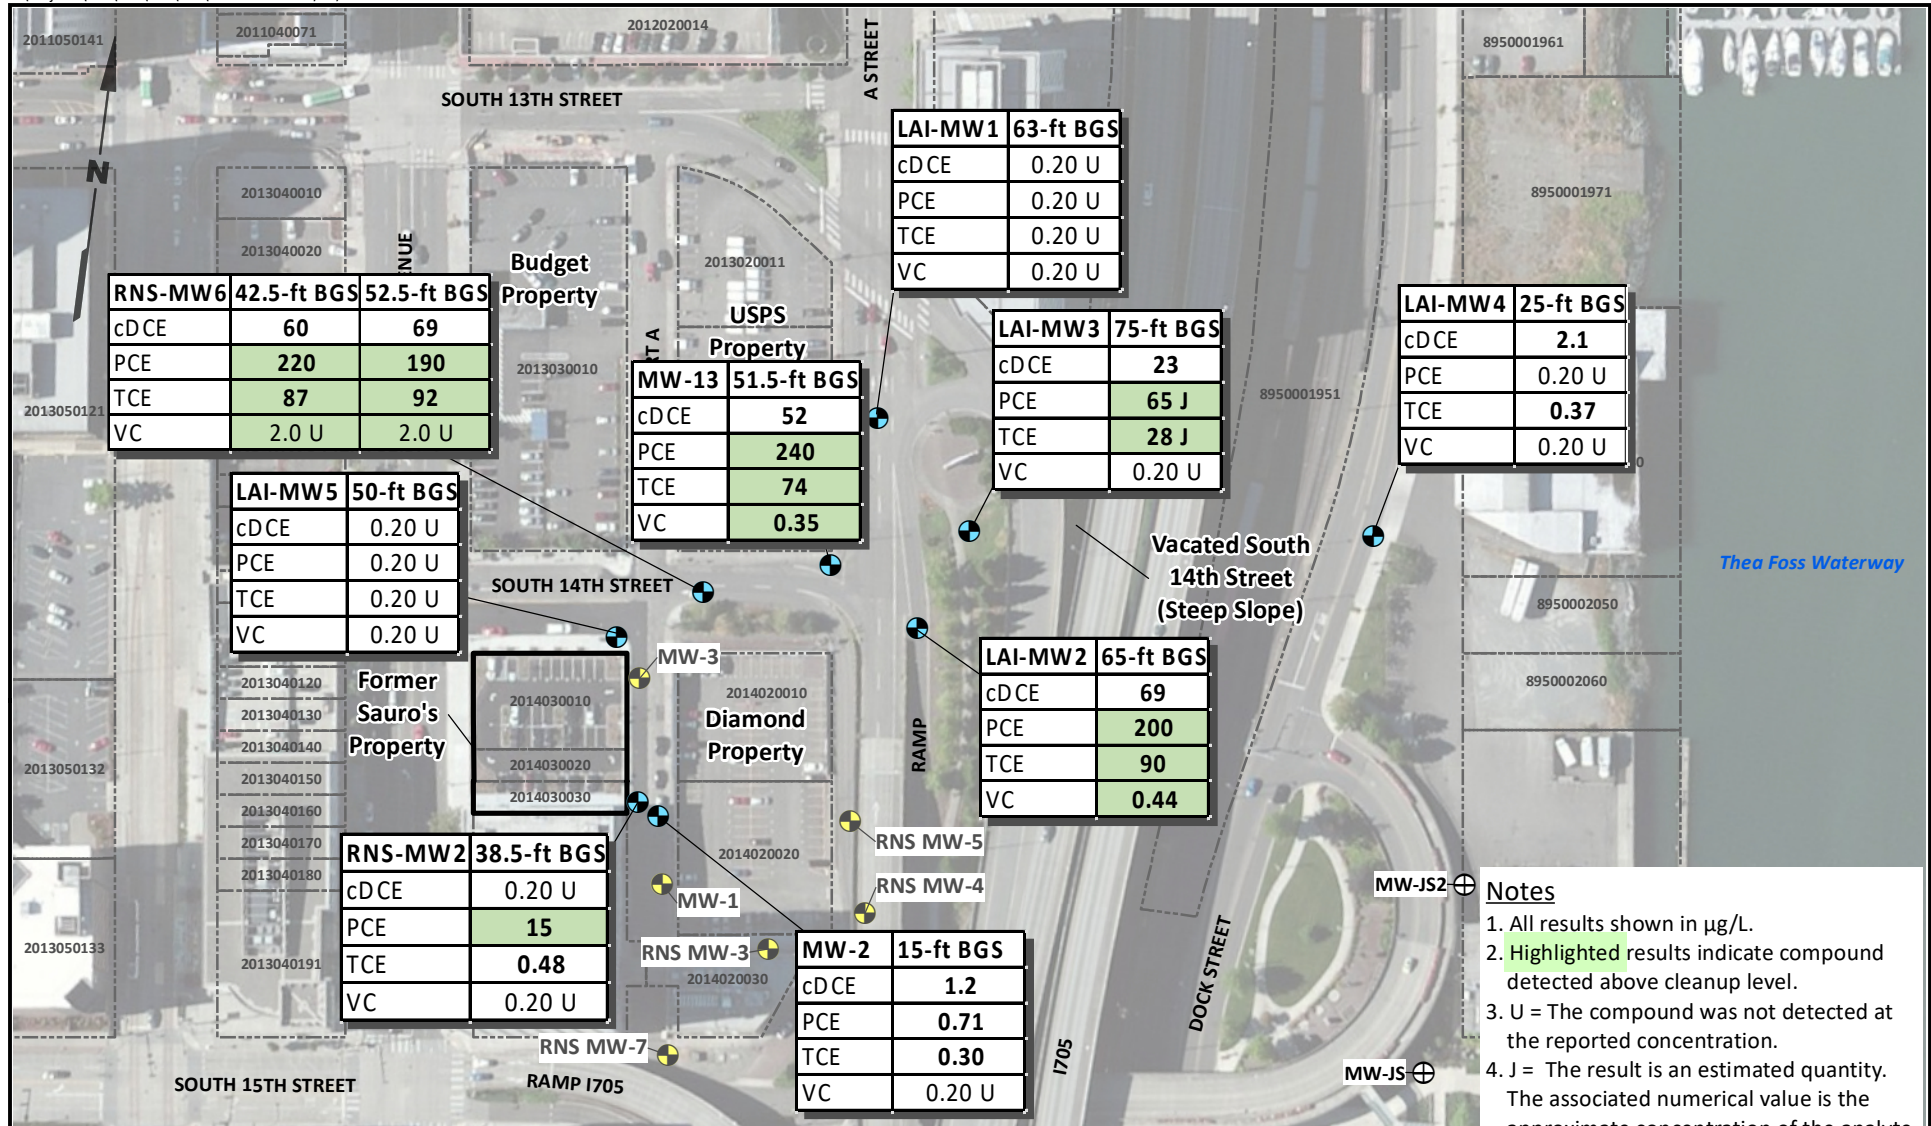 2011050141
2011040071
2012020014
8950001961
A STREET
SOUTH 13TH STREET
N
LAI-MW1 63-ft BGS
cDCE 0.20 U
PCE 0.20 U
TCE 0.20 U
VC 0.20 U
2013040010
2013040020
NUE
Budget
Property
2013020011
USPS
Property
8950001971
RNS-MW6 42.5-ft BGS 52.5-ft BGS
cDCE 60 69
PCE 220 190
TCE 87 92
VC 2.0 U 2.0 U
2013050121
2013030010
RT A
MW-13 51.5-ft BGS
cDCE 52
PCE 240
TCE 74
VC 0.35
LAI-MW3 75-ft BGS
cDCE 23
PCE 65 J
TCE 28 J
VC 0.20 U
8950001951
LAI-MW4 25-ft BGS
cDCE 2.1
PCE 0.20 U
TCE 0.37
VC 0.20 U
0
LAI-MW5 50-ft BGS
cDCE 0.20 U
PCE 0.20 U
TCE 0.20 U
VC 0.20 U
SOUTH 14TH STREET
Vacated South
14th Street
(Steep Slope)
Thea Foss Waterway
8950002050
8950002060
MW-3
Former
Sauro's
Property
2013040120
2013040130
2013040140
2013040150
2013040160
2013040170
2013040180
2013040191
2013050132
2013050133
2014030010
2014030020
2014030030
2014020010
Diamond
Property
2014020020
2014020030
RAMP
LAI-MW2 65-ft BGS
cDCE 69
PCE 200
TCE 90
VC 0.44
RNS-MW2 38.5-ft BGS
cDCE 0.20 U
PCE 15
TCE 0.48
VC 0.20 U
RNS MW-5
RNS MW-4
MW-1
RNS MW-3
RNS MW-7
MW-2 15-ft BGS
cDCE 1.2
PCE 0.71
TCE 0.30
VC 0.20 U
SOUTH 15TH STREET
RAMP I705
I705
DOCK STREET
MW-JS2
MW-JS
Notes
1. All results shown in µg/L.
2. Highlighted results indicate compound
detected above cleanup level.
3. U = The compound was not detected at
the reported concentration.
4. J = The result is an estimated quantity.
The associated numerical value is the
approximate concentration of the analyte